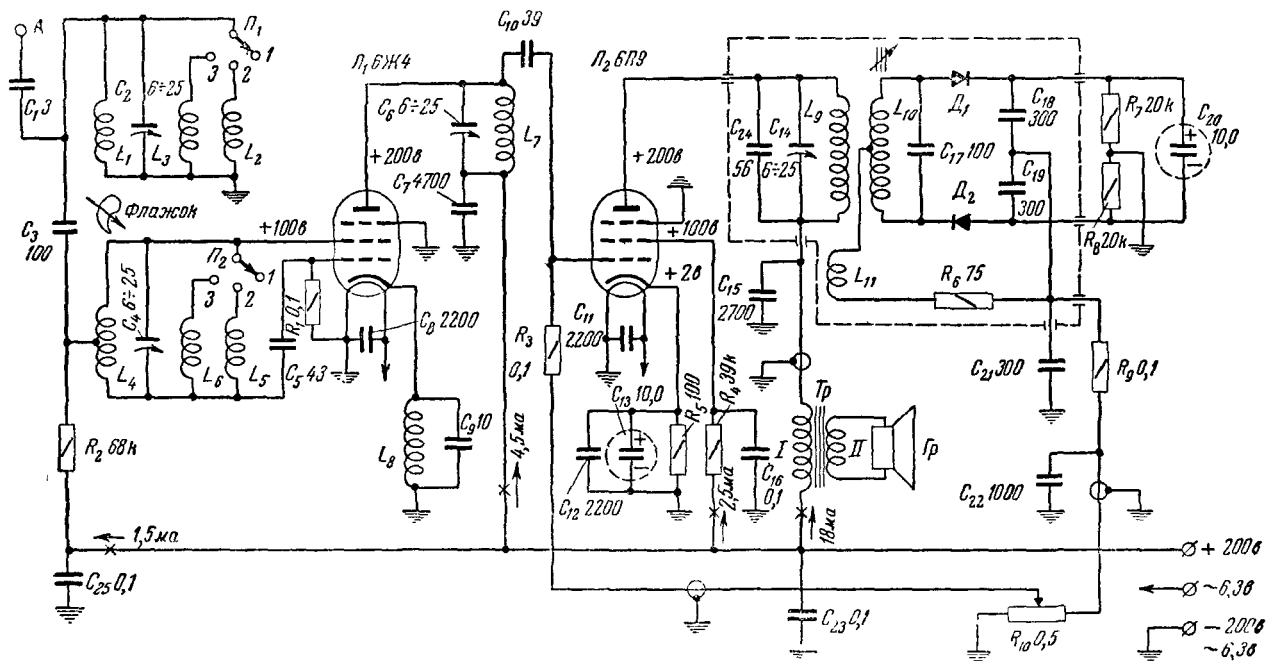 А
C₁ 3
C₂
6÷25
П₁
1
2
3
L₁
L₃
L₂
C₃
100
Флажок
П₂
1
2
3
C₄ 6÷25
L₄
L₆
L₅
C₅ 43
R₁ 0,1
R₂ 68к
1,5ма
C₂₅ 0,1
Л₁ 6Ж4
+200в
+100в
C₆ 6÷25
C₇ 4700
L₇
C₈ 2200
C₉ 10
L₈
4,5ма
C₁₀ 39
R₃
0,1
Л₂ 6П9
+200в
+100в
+2в
C₁₁
2200
C₁₃ 10,0
C₁₂ 2200
R₅ 100
R₄ 39к
2,5ма
C₁₆
0,1
C₂₄
56
C₁₄
6÷25
L₉
L₁₀
C₁₅
2700
L₁₁
Д₁
Д₂
C₁₇ 100
C₁₈
300
C₁₉
300
R₇ 20к
R₈ 20к
C₂₀
10,0
R₆ 75
C₂₁ 300
R₉ 0,1
Тр
I
II
Гр
18ма
C₂₂ 1000
C₂₃ 0,1
R₁₀ 0,5
+ 200в
~6,3в
− 200в
~6,3в